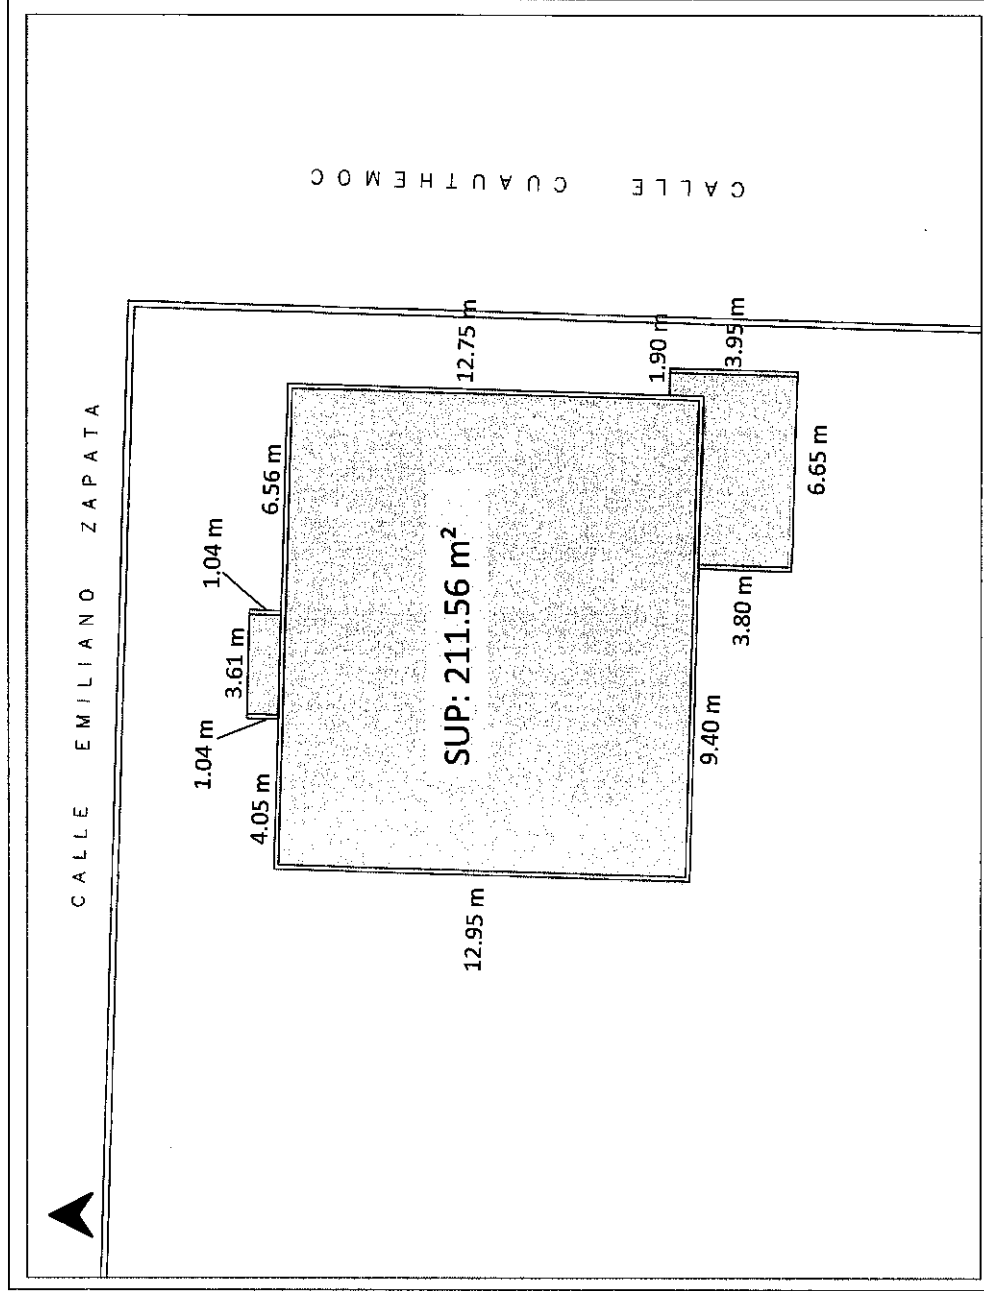 CALLE EMILIANO ZAPATA
CALLE CUAUTHEMOC
1.04 m
3.61 m
1.04 m
6.56 m
4.05 m
12.75 m
SUP: 211.56 m²
12.95 m
1.90 m
3.95 m
9.40 m
3.80 m
6.65 m